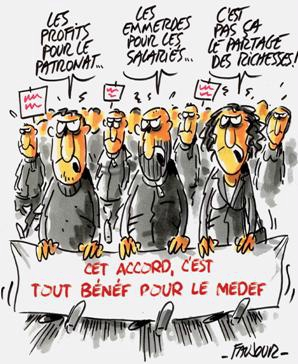 LES
PROFITS
POUR LE
PATRONAT...
LES
EMMERDES
POUR LES
SALARIÉS...
C'EST
PAS ÇA
LE PARTAGE
DES RICHESSES!
CET ACCORD, C'EST
TOUT BÉNÉF POUR LE MEDEF
-FAUJOUR-